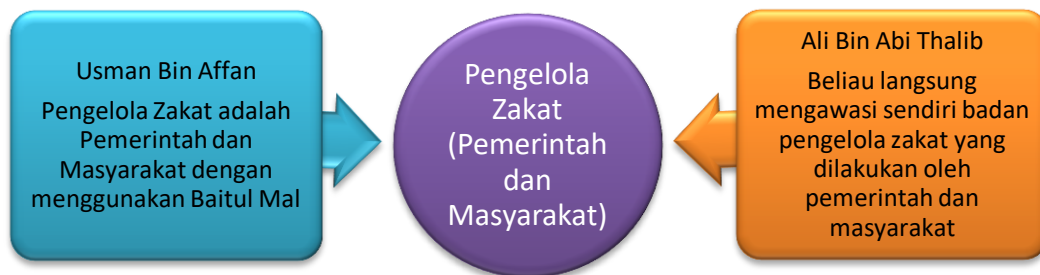 Usman Bin Affan
Pengelola Zakat adalah
Pemerintah dan
Masyarakat dengan
menggunakan Baitul Mal
Pengelola
Zakat
(Pemerintah
dan
Masyarakat)
Ali Bin Abi Thalib
Beliau langsung
mengawasi sendiri badan
pengelola zakat yang
dilakukan oleh
pemerintah dan
masyarakat